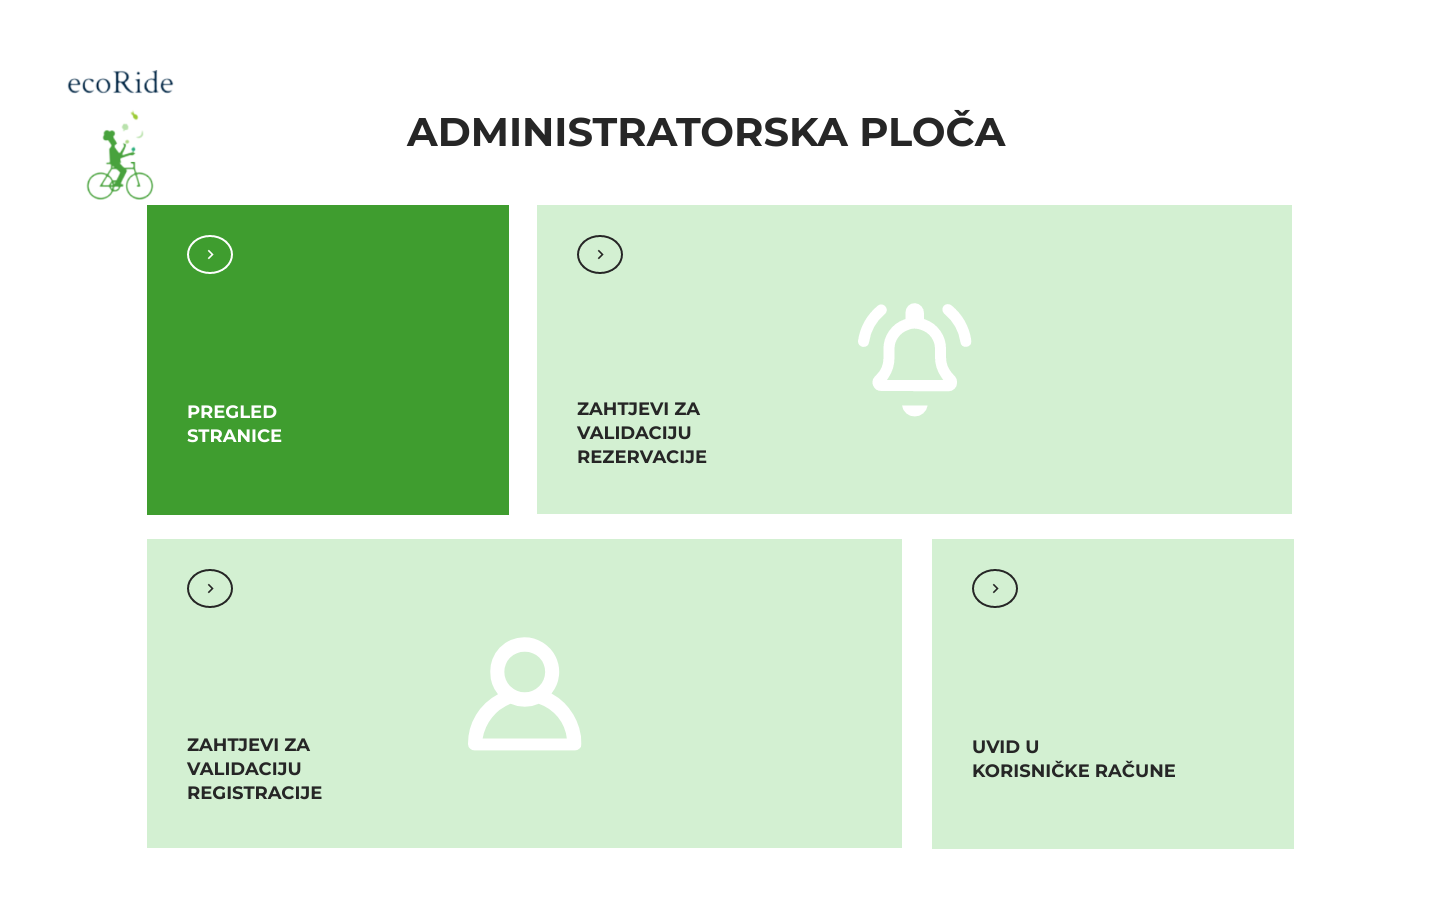 ecoRide
ADMINISTRATORSKA PLOČA
PREGLED
STRANICE
ZAHTJEVI ZA
VALIDACIJU
REZERVACIJE
ZAHTJEVI ZA
VALIDACIJU
REGISTRACIJE
UVID U
KORISNIČKE RAČUNE